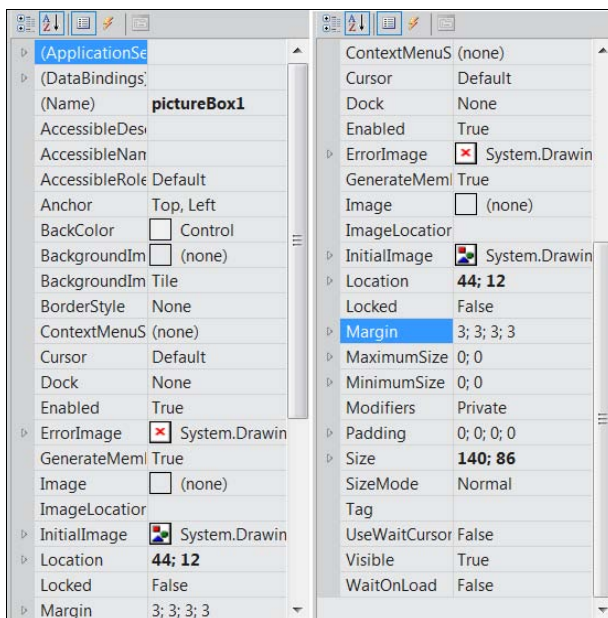 (ApplicationSe
(DataBindings)
(Name) pictureBox1
AccessibleDes
AccessibleNam
AccessibleRole Default
Anchor Top, Left
BackColor Control
BackgroundIm (none)
BackgroundIm Tile
BorderStyle None
ContextMenuS (none)
Cursor Default
Dock None
Enabled True
ErrorImage System.Drawin
GenerateMeml True
Image (none)
ImageLocation
InitialImage System.Drawin
Location 44; 12
Locked False
Margin 3; 3; 3; 3
ContextMenuS (none)
Cursor Default
Dock None
Enabled True
ErrorImage System.Drawin
GenerateMeml True
Image (none)
ImageLocation
InitialImage System.Drawin
Location 44; 12
Locked False
Margin 3; 3; 3; 3
MaximumSize 0; 0
MinimumSize 0; 0
Modifiers Private
Padding 0; 0; 0; 0
Size 140; 86
SizeMode Normal
Tag
UseWaitCursor False
Visible True
WaitOnLoad False